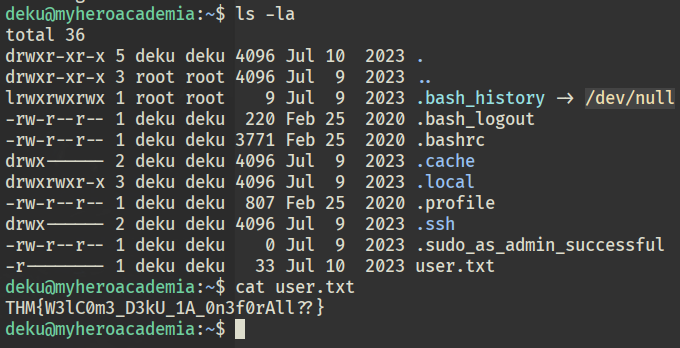 deku@myheroacademia:~$ ls -la
total 36
drwxr-xr-x 5 deku deku 4096 Jul 10  2023 .
drwxr-xr-x 3 root root 4096 Jul  9  2023 ..
lrwxrwxrwx 1 root root    9 Jul  9  2023 .bash_history -> /dev/null
-rw-r--r-- 1 deku deku  220 Feb 25  2020 .bash_logout
-rw-r--r-- 1 deku deku 3771 Feb 25  2020 .bashrc
drwx------ 2 deku deku 4096 Jul  9  2023 .cache
drwxrwxr-x 3 deku deku 4096 Jul  9  2023 .local
-rw-r--r-- 1 deku deku  807 Feb 25  2020 .profile
drwx------ 2 deku deku 4096 Jul  9  2023 .ssh
-rw-r--r-- 1 deku deku    0 Jul  9  2023 .sudo_as_admin_successful
-r-------- 1 deku deku   33 Jul 10  2023 user.txt
deku@myheroacademia:~$ cat user.txt
THM{W3lC0m3_D3kU_1A_0n3f0rAll??}
deku@myheroacademia:~$